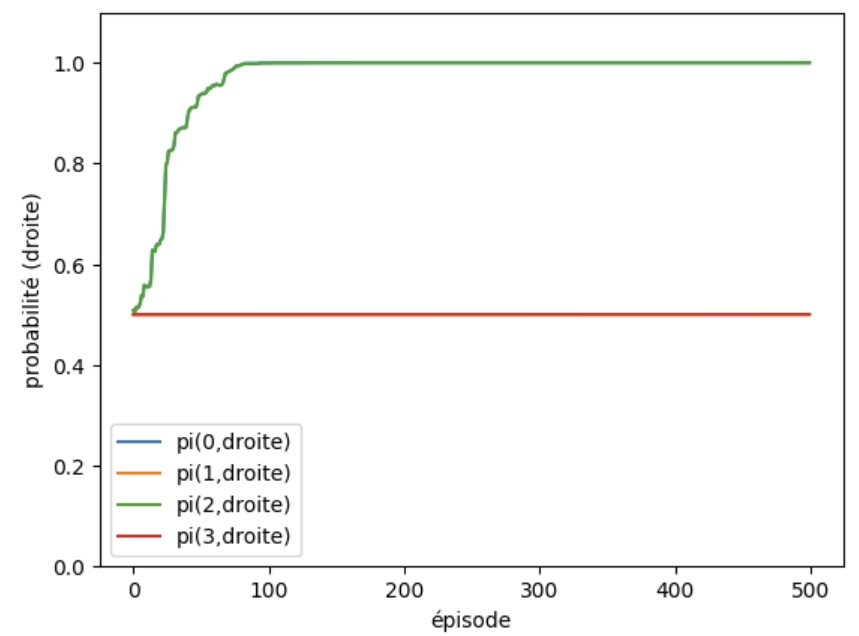 1.0
0.8
0.6
0.4
0.2
0.0
probabilité (droite)
pi(0,droite)
pi(1,droite)
pi(2,droite)
pi(3,droite)
0 100 200 300 400 500
épisode